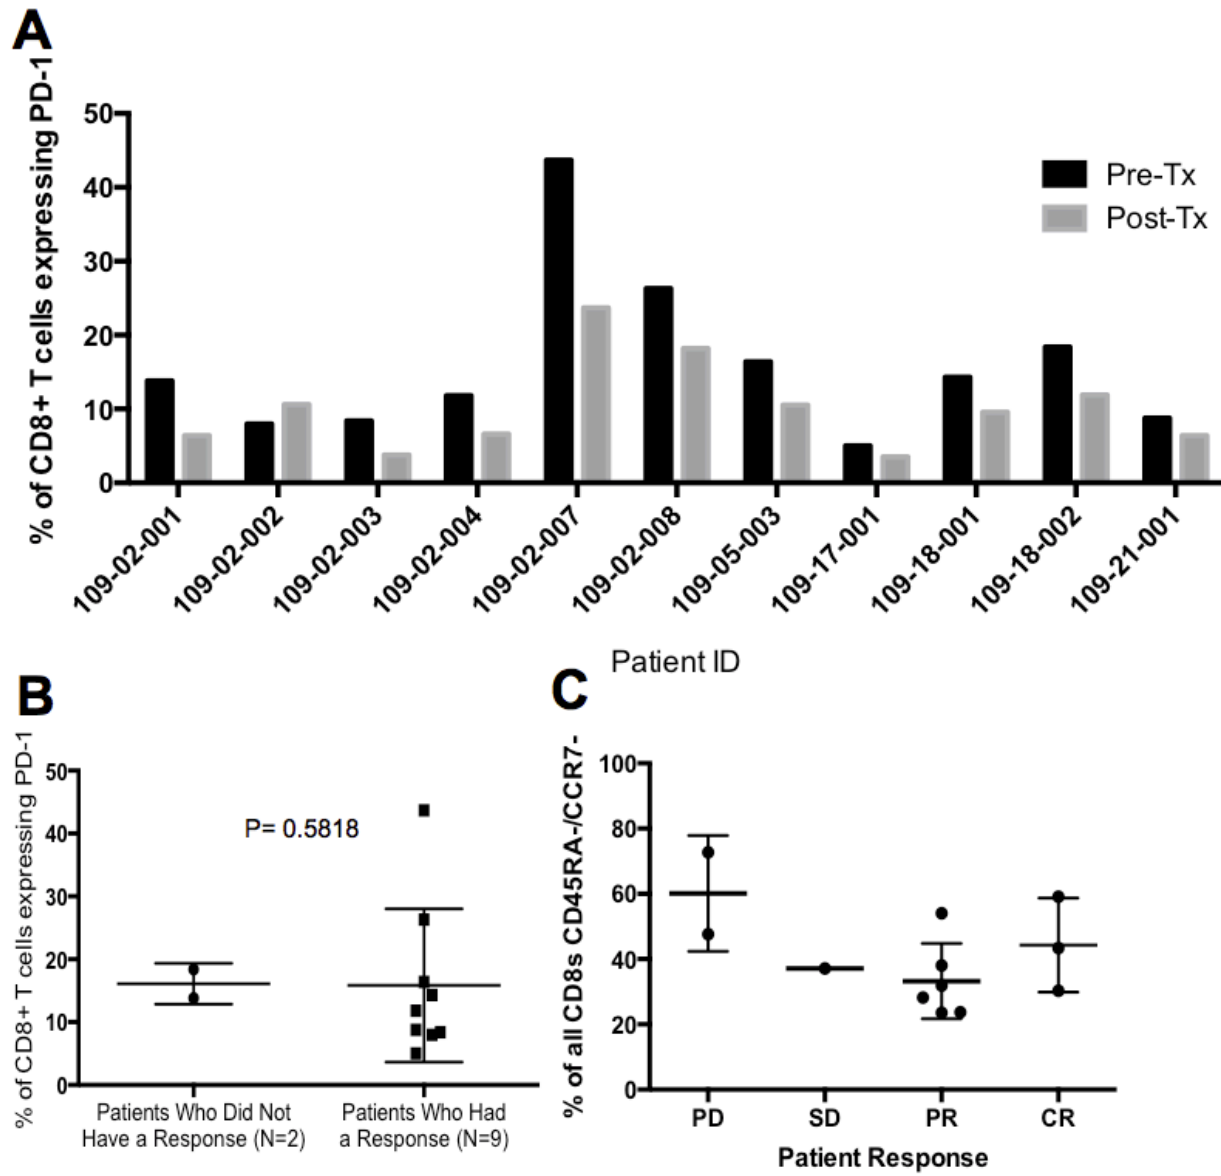 A
% of CD8+ T cells expressing PD-1
50
40
30
20
10
0
Pre-Tx
Post-Tx
109-02-001
109-02-002
109-02-003
109-02-004
109-02-007
109-02-008
109-05-003
109-17-001
109-18-001
109-18-002
109-21-001
Patient ID
B
% of CD8+ T cells expressing PD-1
50
40
30
20
10
0
P= 0.5818
Patients Who Did Not
Have a Response (N=2)
Patients Who Had
a Response (N=9)
C
% of all CD8s CD45RA-/CCR7-
100
80
60
40
20
0
PD
SD
PR
CR
Patient Response